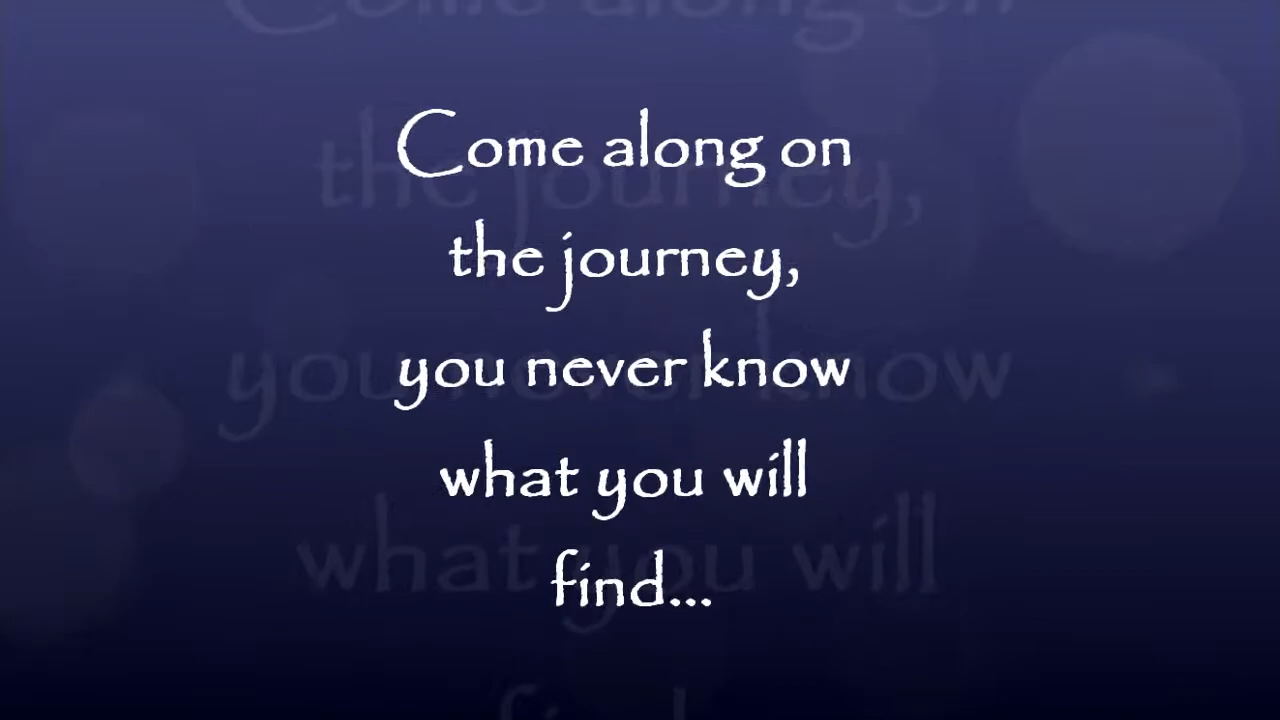 Come along on
the journey,
you never know
what you will
find...